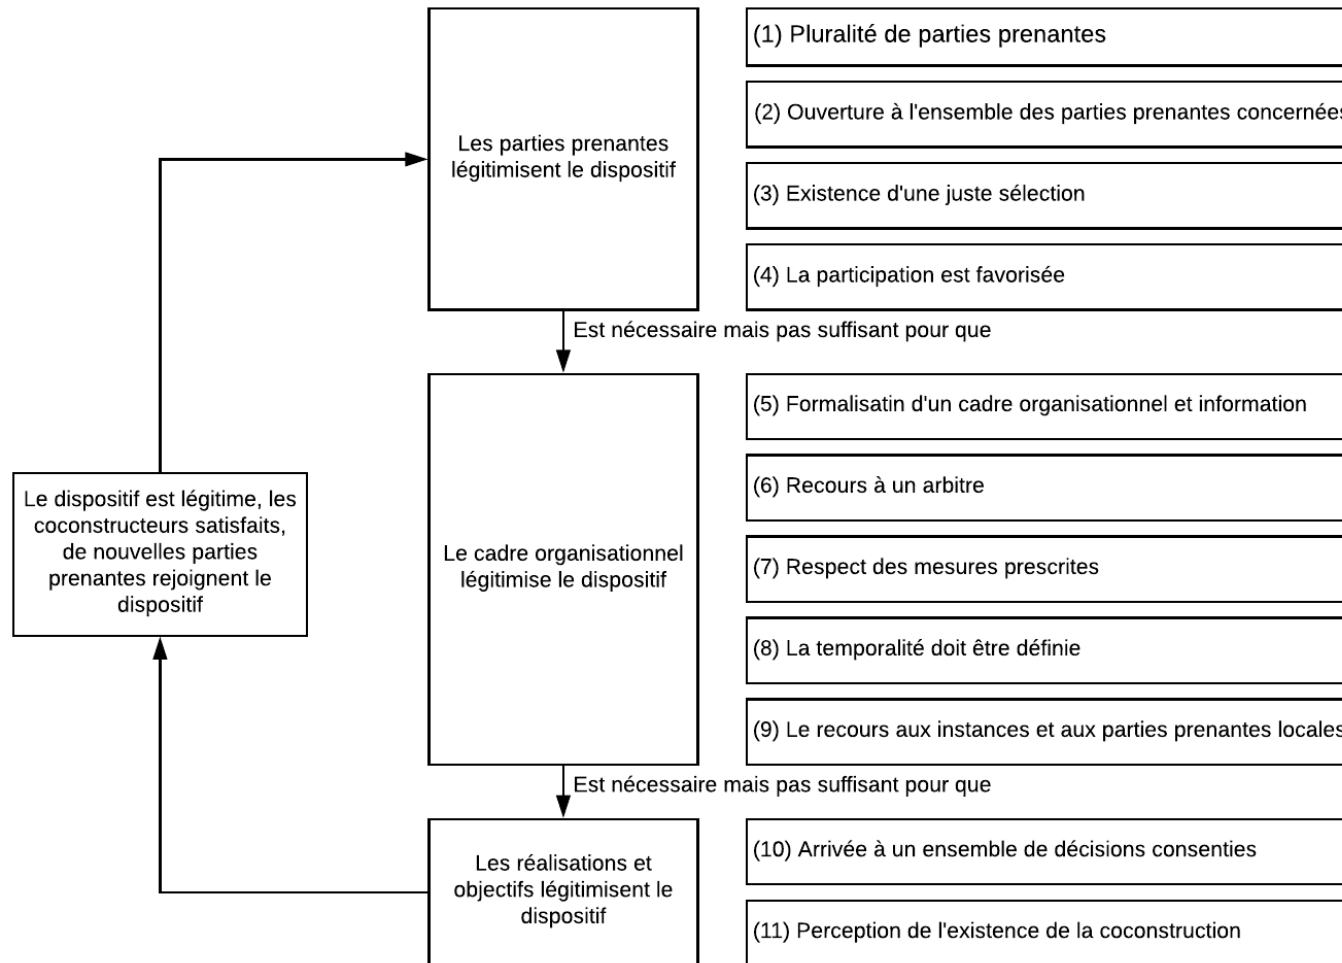 (1) Pluralité de parties prenantes
(2) Ouverture à l'ensemble des parties prenantes concernées
Les parties prenantes
légitimisent le dispositif
(3) Existence d'une juste sélection
(4) La participation est favorisée
Est nécessaire mais pas suffisant pour que
(5) Formalisatin d'un cadre organisationnel et information
(6) Recours à un arbitre
Le dispositif est légitime, les
coconstructeurs satisfaits,
de nouvelles parties
prenantes rejoignent le
dispositif
Le cadre organisationnel
légitimise le dispositif
(7) Respect des mesures prescrites
(8) La temporalité doit être définie
(9) Le recours aux instances et aux parties prenantes locales
Est nécessaire mais pas suffisant pour que
Les réalisations et
objectifs légitimisent le
dispositif
(10) Arrivée à un ensemble de décisions consenties
(11) Perception de l'existence de la coconstruction